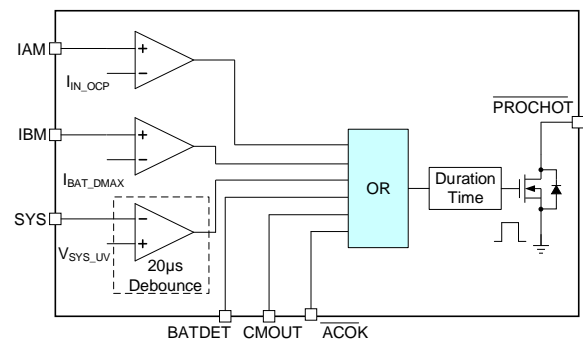 IAM
+
−
I_IN_OCP
PROCHOT
IBM
+
−
I_BAT_DMAX
OR
Duration
Time
SYS
−
+
V_SYS_UV
20µs
Debounce
BATDET CMOUT ACOK